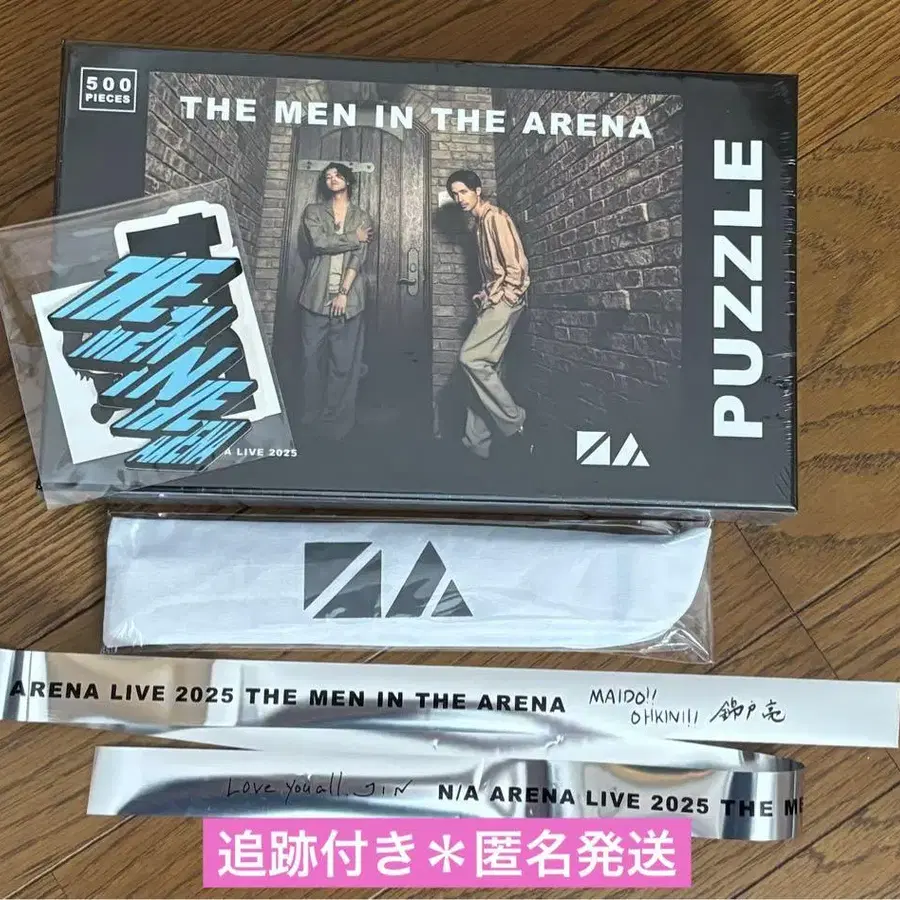 500
PIECES
THE MEN IN THE ARENA
PUZZLE
THE
MEN
IN
THE
ARENA
A LIVE 2025
N/A
N/A
ARENA LIVE 2025 THE MEN IN THE ARENA
MAIDO!!
OHKINI!!! 錦戸亮
Love you all. JIN
N/A ARENA LIVE 2025 THE ME
追跡付き＊匿名発送